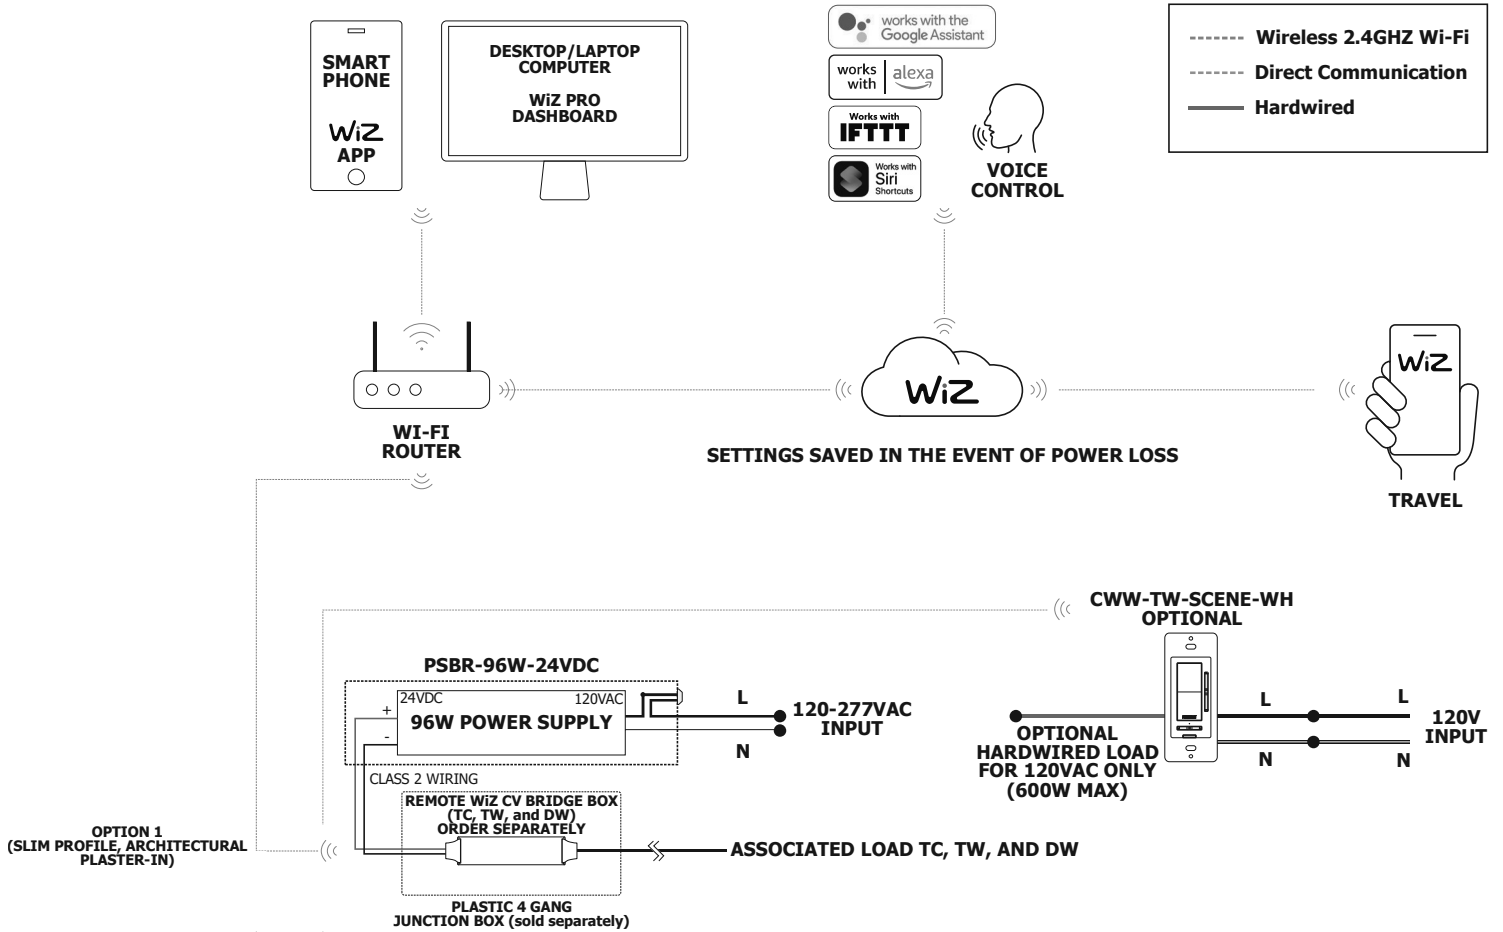 SMART
PHONE
WiZ
APP
DESKTOP/LAPTOP
COMPUTER
WiZ PRO
DASHBOARD
works with the
Google Assistant
works
with
alexa
Works with
IFTTT
Works with
Siri
Shortcuts
VOICE
CONTROL
Wireless 2.4GHZ Wi-Fi
Direct Communication
Hardwired
WI-FI
ROUTER
WiZ
SETTINGS SAVED IN THE EVENT OF POWER LOSS
WiZ
TRAVEL
CWW-TW-SCENE-WH
OPTIONAL
PSBR-96W-24VDC
24VDC
120VAC
+
-
96W POWER SUPPLY
L
N
120-277VAC
INPUT
OPTIONAL
HARDWIRED LOAD
FOR 120VAC ONLY
(600W MAX)
L
N
L
N
120V
INPUT
CLASS 2 WIRING
REMOTE WiZ CV BRIDGE BOX
(TC, TW, and DW)
ORDER SEPARATELY
OPTION 1
(SLIM PROFILE, ARCHITECTURAL
PLASTER-IN)
ASSOCIATED LOAD TC, TW, AND DW
PLASTIC 4 GANG
JUNCTION BOX (sold separately)